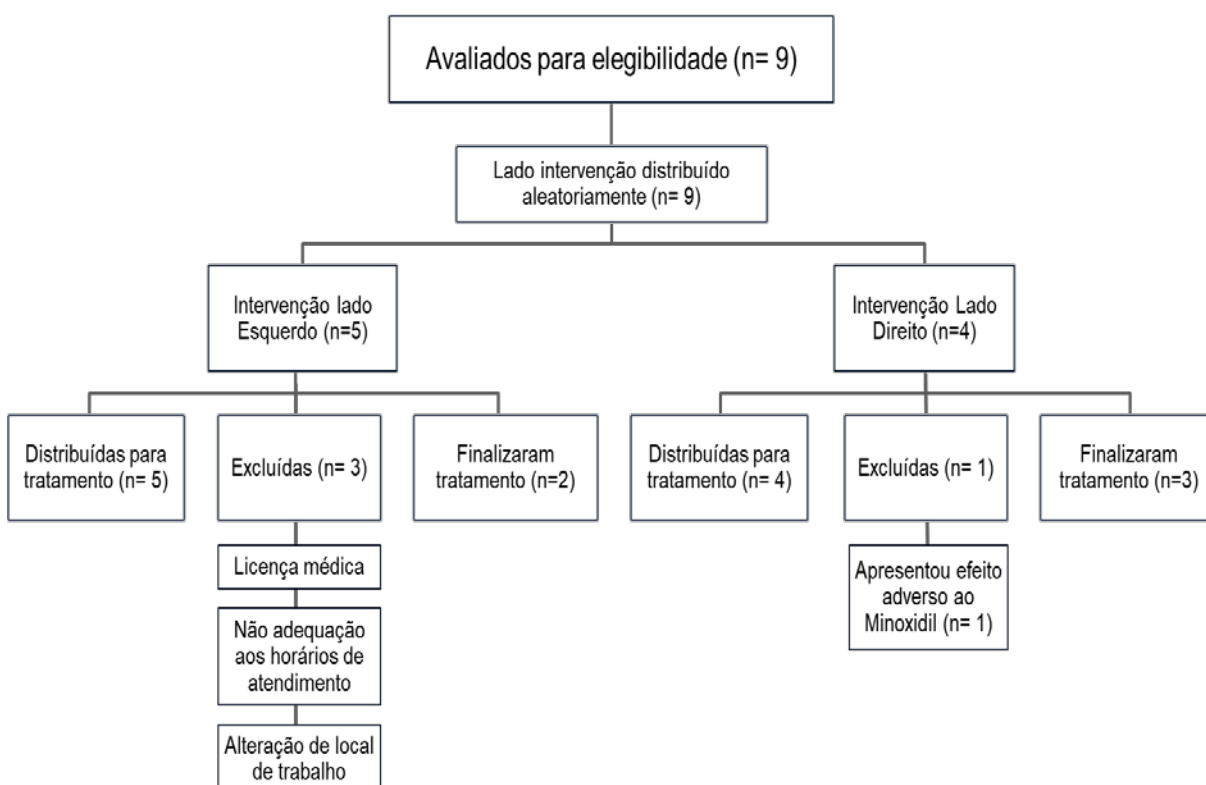 Avaliados para elegibilidade (n= 9)
Lado intervenção distribuído
aleatoriamente (n= 9)
Intervenção lado
Esquerdo (n=5)
Intervenção Lado
Direito (n=4)
Distribuídas para
tratamento (n= 5)
Excluídas (n= 3)
Finalizaram
tratamento (n=2)
Distribuídas para
tratamento (n= 4)
Excluídas (n= 1)
Finalizaram
tratamento (n=3)
Licença médica
Não adequação
aos horários de
atendimento
Alteração de local
de trabalho
Apresentou efeito
adverso ao
Minoxidil (n= 1)